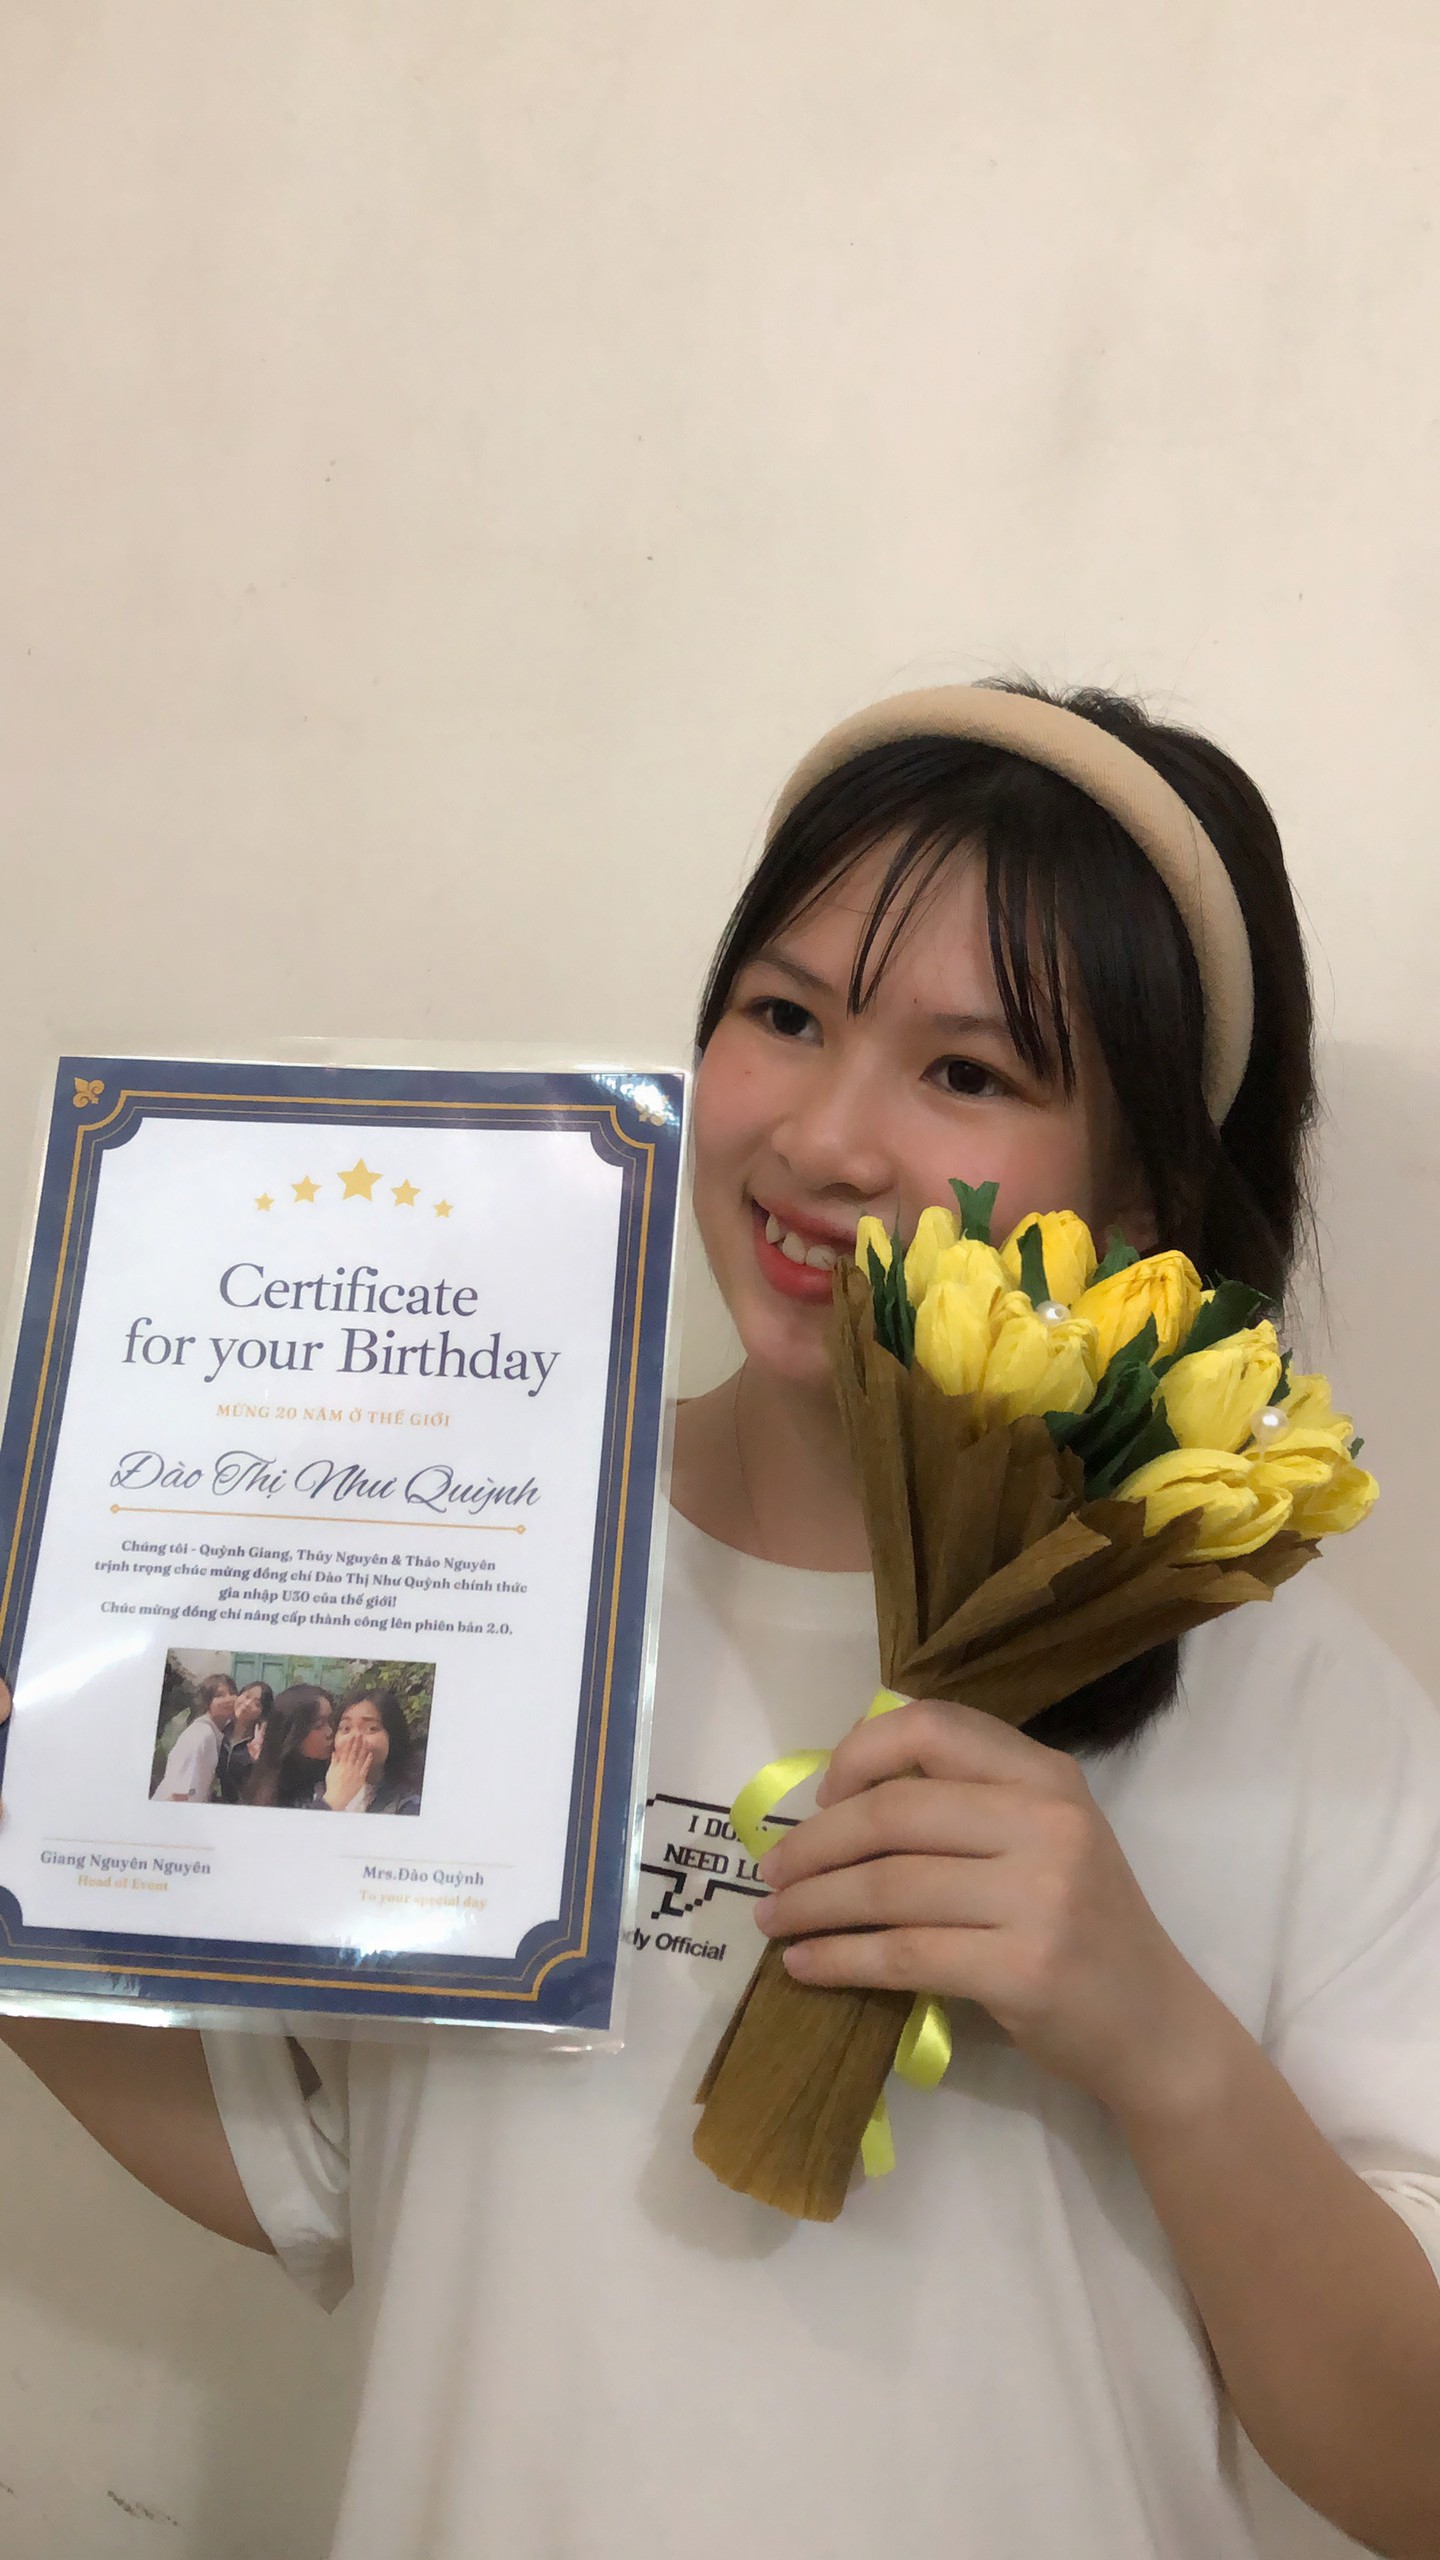 Certificate
for your Birthday
MỪNG 20 NĂM Ở THẾ GIỚI
Đào Thị Như Quỳnh
Chúng tôi - Quỳnh Giang, Thúy Nguyên & Thảo Nguyên
trịnh trọng chúc mừng đồng chí Đào Thị Như Quỳnh chính thức
gia nhập U30 của thế giới!
Chúc mừng đồng chí nâng cấp thành công lên phiên bản 2.0.
Giang Nguyên Nguyên
Head of Event
Mrs.Đào Quỳnh
To your special day
I DO
NEED LO
dy Official